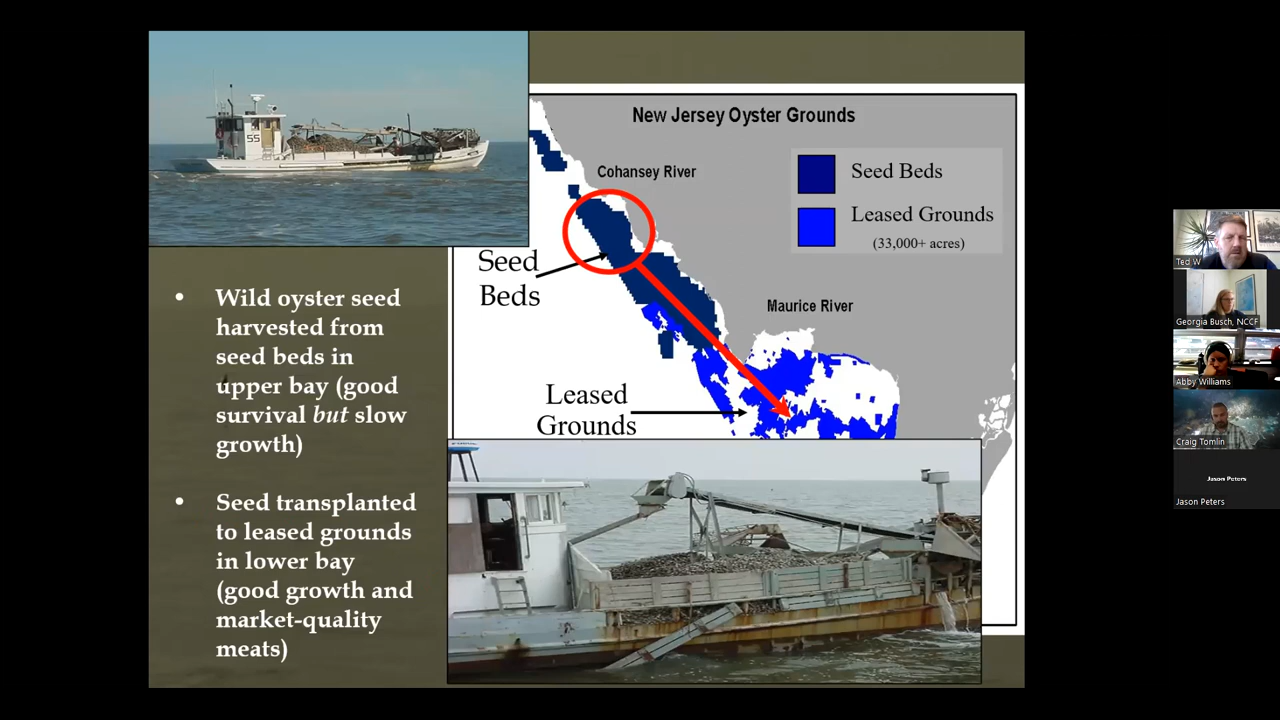 55
New Jersey Oyster Grounds
Cohansey River
Seed Beds
Leased Grounds
(33,000+ acres)
Seed
Beds
Maurice River
Leased
Grounds
• Wild oyster seed
harvested from
seed beds in
upper bay (good
survival but slow
growth)
• Seed transplanted
to leased grounds
in lower bay
(good growth and
market-quality
meats)
Ted W
Georgia Busch, NCCF
Abby Williams
Craig Tomlin
Jason Peters
Jason Peters